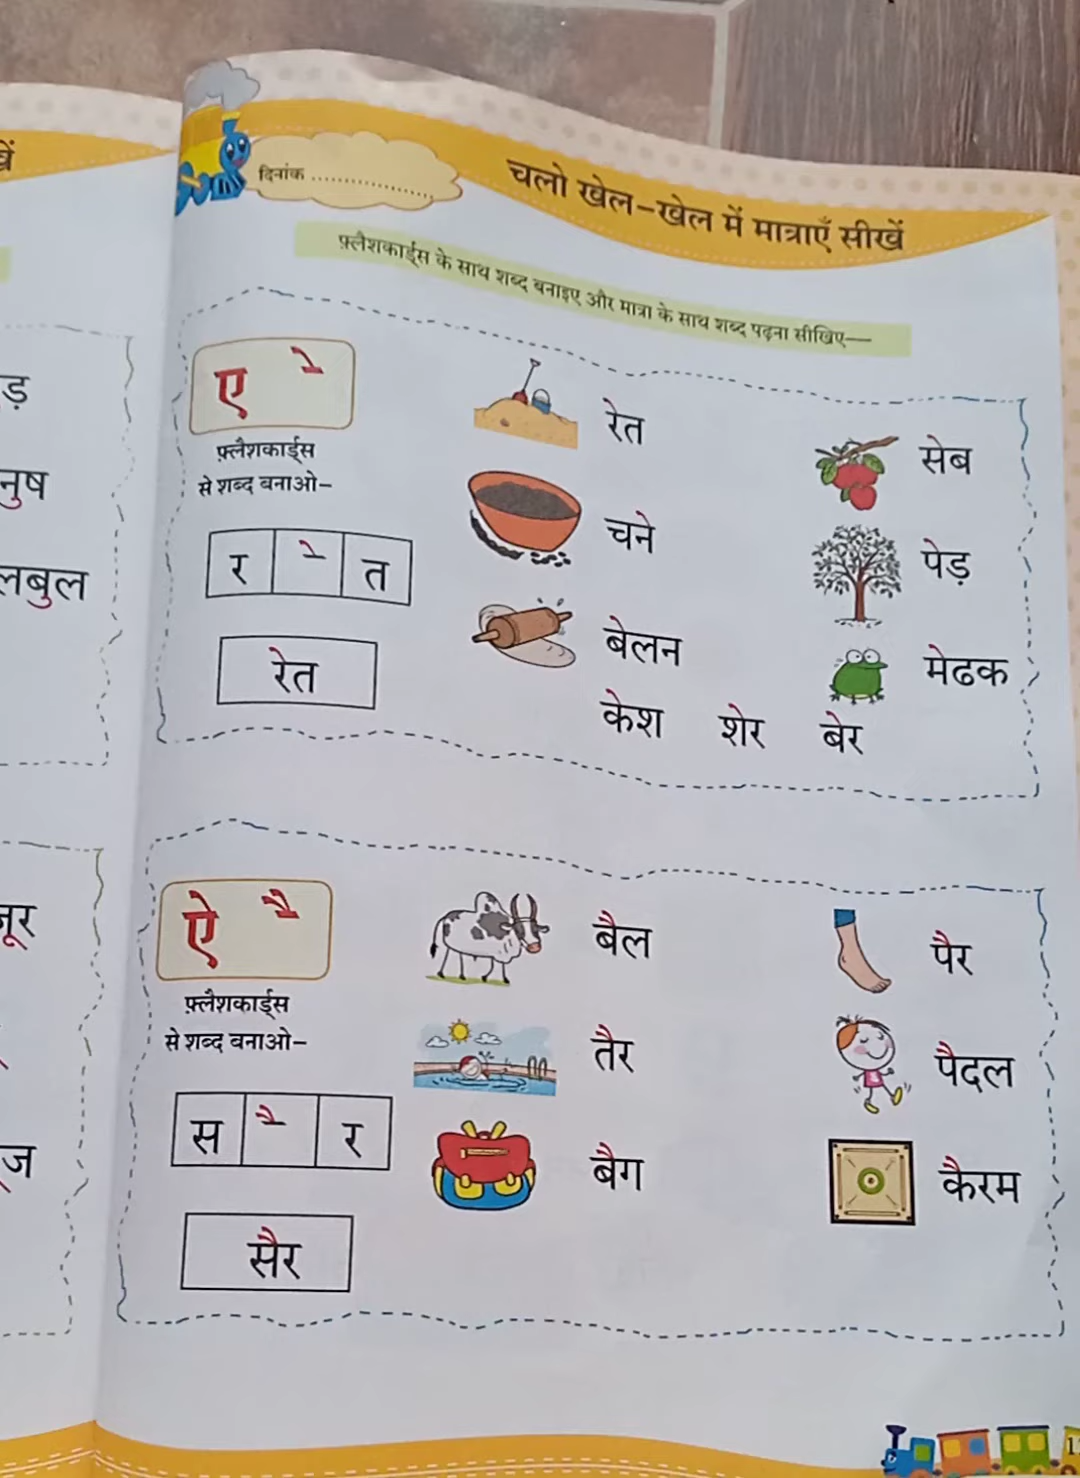 दिनांक
चलो खेल-खेल में मात्राएँ सीखें
फ़्लैशकार्ड्स के साथ शब्द बनाइए और मात्रा के साथ शब्द पढ़ना सीखिए—
ए े
फ़्लैशकार्ड्स
से शब्द बनाओ-
र े त
रेत
रेत
सेब
चने
पेड़
बेलन
मेढक
केश शेर बेर
ऐ ै
फ़्लैशकार्ड्स
से शब्द बनाओ-
स ै र
सैर
बैल
पैर
तैर
पैदल
बैग
कैरम